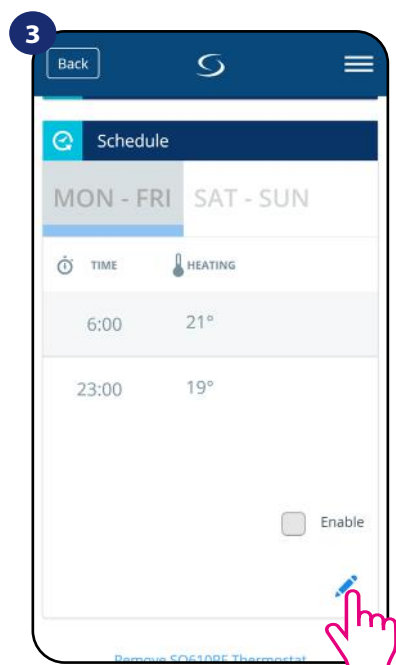 3
Back
Schedule
MON - FRI SAT - SUN
TIME HEATING
6:00 21°
23:00 19°
Enable
Remove SQ610RF Thermostat